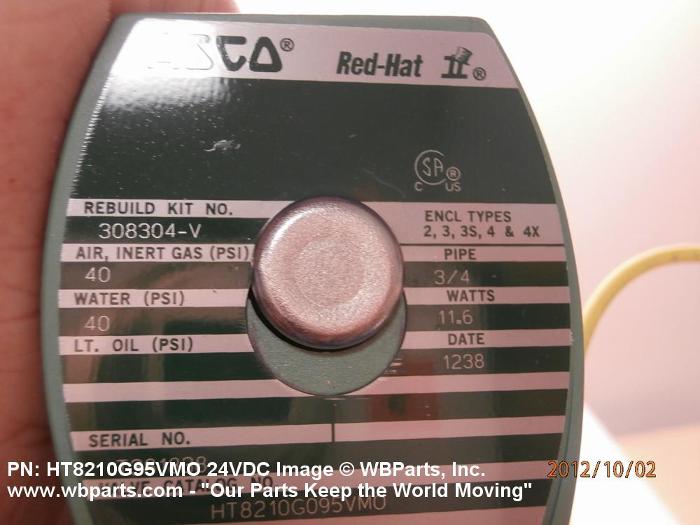 ASCO®
Red-Hat II ®
SA ®
C US
REBUILD KIT NO.
308304-V
ENCL TYPES
2, 3, 3S, 4 & 4X
AIR, INERT GAS (PSI)
40
PIPE
3/4
WATER (PSI)
40
WATTS
11.6
LT. OIL (PSI)
DATE
1238
SERIAL NO.
PN: HT8210G95VMO 24VDC Image © WBParts, Inc.
2012/10/02
www.wbparts.com - "Our Parts Keep the World Moving"
HT8210G095VMO